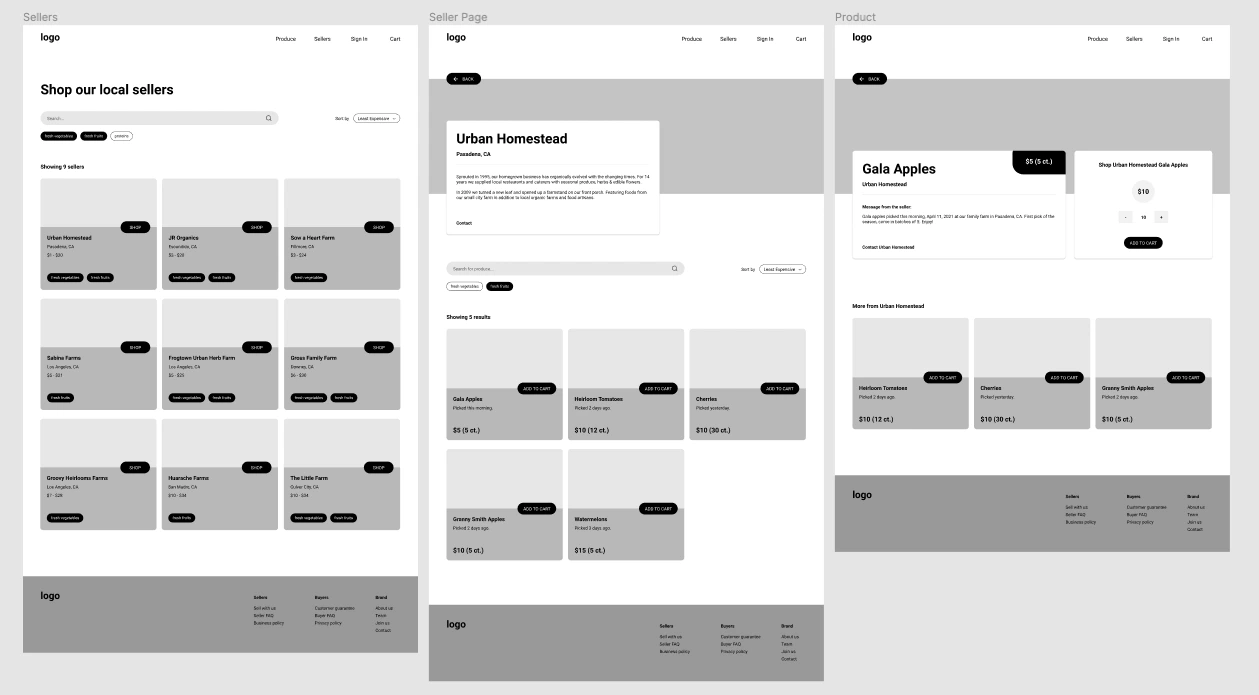 Sellers
logo
Produce Sellers Sign In Cart
Shop our local sellers
Search...
Sort by Least Expensive
fresh vegetables fresh fruits proteins
Showing 9 sellers
SHOP SHOP SHOP
Urban Homestead JR Organics Sow a Heart Farm
Pasadena, CA Escondido, CA Fillmore, CA
$1 - $30
fresh vegetables fresh fruits fresh vegetables fresh fruits fresh vegetables
SHOP SHOP SHOP
Sabina Farms Frogtown Urban Herb Farm Grous Family Farm
Los Angeles, CA Los Angeles, CA Downey, CA
fresh fruits fresh vegetables fresh fruits fresh vegetables fresh fruits
SHOP SHOP SHOP
Groovy Heirlooms Farms Huarache Farms The Little Farm
Los Angeles, CA San Madre, CA Culver City, CA
$10 - $34 $10 - $34
fresh vegetables fresh fruits fresh vegetables fresh fruits
logo
Sellers Buyers Brand
Sell with us Customer guarantee About us
Seller FAQ Buyer FAQ Team
Business policy Privacy policy Join us
Contact
Seller Page
logo
Produce Sellers Sign In Cart
BACK
Urban Homestead
Pasadena, CA
Sprouted in 1995, our homegrown business has organically evolved with the changing times. For 14
years we supplied local restaurants and caterers with seasonal produce, herbs & edible flowers.
In 2009 we turned a new leaf and opened up a farmstand on our front porch. Featuring foods from
our small city farm in addition to local organic farms and food artisans.
Contact
Search for produce...
Sort by Least Expensive
fresh vegetables fresh fruits
Showing 5 results
ADD TO CART ADD TO CART ADD TO CART
Gala Apples Heirloom Tomatoes Cherries
Picked this morning. Picked 2 days ago. Picked yesterday.
$5 (5 ct.) $10 (12 ct.) $10 (30 ct.)
ADD TO CART ADD TO CART
Granny Smith Apples Watermelons
Picked 2 days ago. Picked 3 days ago.
$10 (5 ct.) $15 (5 ct.)
logo
Sellers Buyers Brand
Sell with us Customer guarantee About us
Seller FAQ Buyer FAQ Team
Business policy Privacy policy Join us
Contact
Product
logo
Produce Sellers Sign In Cart
BACK
Gala Apples
$5 (5 ct.)
Urban Homestead
Message from the seller:
Gala apples picked this morning, April 11, 2021 at our family farm in Pasadena, CA. First pick of the
season, come in batches of 5. Enjoy!
Contact Urban Homestead
Shop Urban Homestead Gala Apples
$10
- 10 +
ADD TO CART
More from Urban Homestead
ADD TO CART ADD TO CART ADD TO CART
Heirloom Tomatoes Cherries Granny Smith Apples
Picked 2 days ago. Picked yesterday. Picked 2 days ago.
$10 (12 ct.) $10 (30 ct.) $10 (5 ct.)
logo
Sellers Buyers Brand
Sell with us Customer guarantee About us
Seller FAQ Buyer FAQ Team
Business policy Privacy policy Join us
Contact